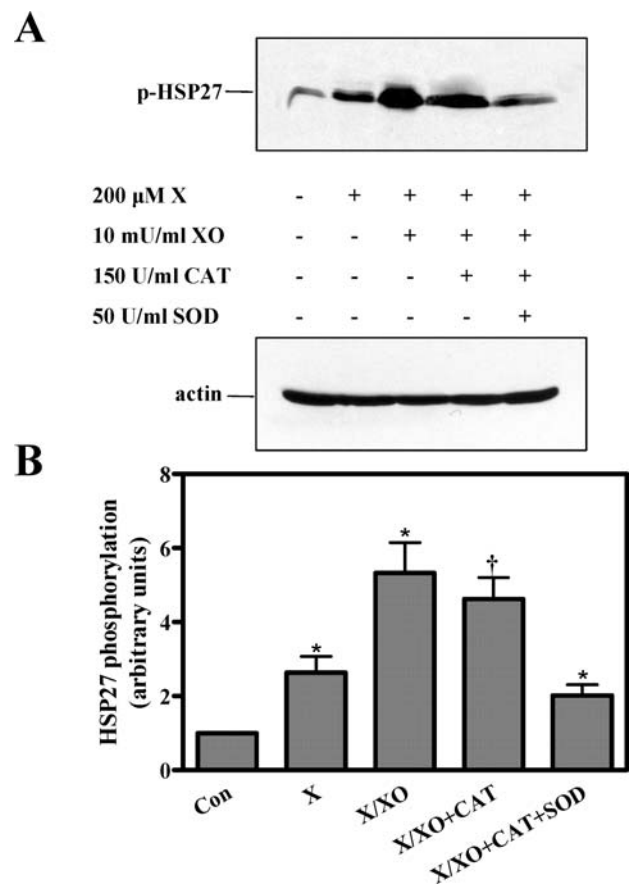 A
p-HSP27
200 µM X - + + + +
10 mU/ml XO - - + + +
150 U/ml CAT - - - + +
50 U/ml SOD - - - - +
actin
B
HSP27 phosphorylation
(arbitrary units)
8
6
4
2
0
* * † *
Con X X/XO X/XO+CAT X/XO+CAT+SOD